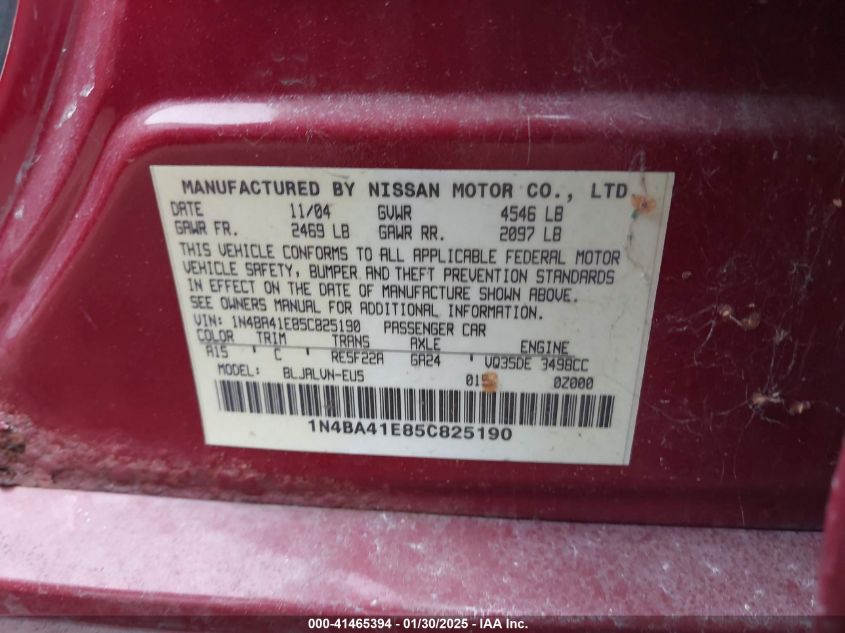 MANUFACTURED BY NISSAN MOTOR CO., LTD
DATE 11/04 GVWR 4546 LB
GAWR FR. 2469 LB GAWR RR. 2097 LB
THIS VEHICLE CONFORMS TO ALL APPLICABLE FEDERAL MOTOR
VEHICLE SAFETY, BUMPER AND THEFT PREVENTION STANDARDS
IN EFFECT ON THE DATE OF MANUFACTURE SHOWN ABOVE.
SEE OWNERS MANUAL FOR ADDITIONAL INFORMATION.
VIN: 1N4BA41E85C825190 PASSENGER CAR
COLOR TRIM TRANS AXLE ENGINE
A15 ' C RE5F22A GA24 ' VQ35DE 3498CC
MODEL: BLJALVN-EU5 0Z000
1N4BA41E85C825190
000-41465394 - 01/30/2025 - IAA Inc.